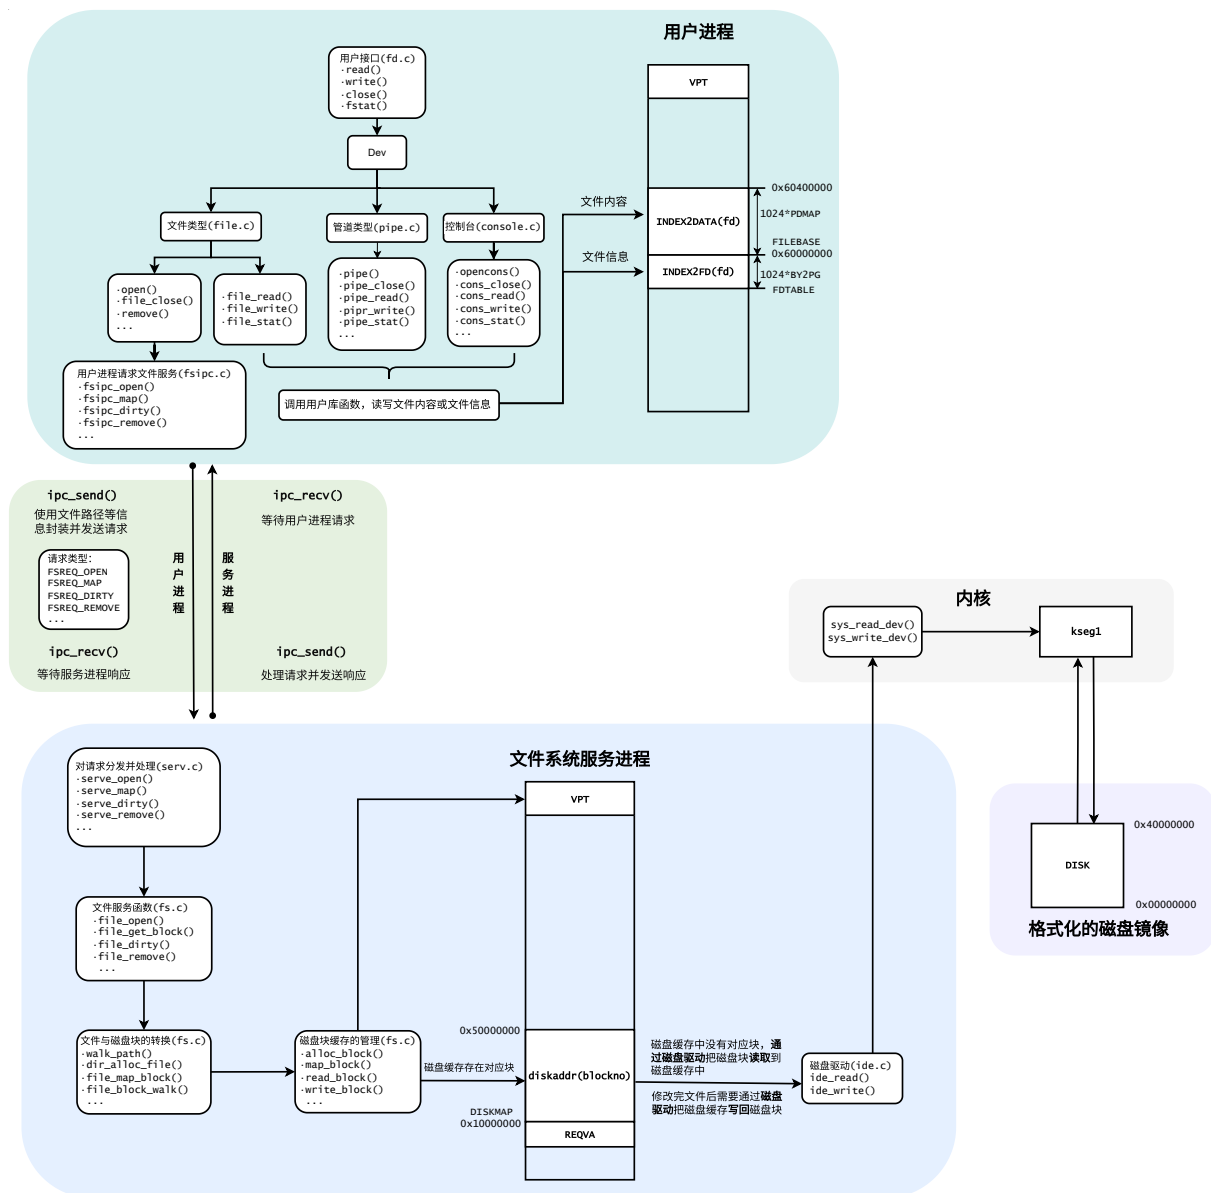 用户进程
用户接口(fd.c)
·read()
·write()
·close()
·fstat()
Dev
文件类型(file.c)
管道类型(pipe.c)
控制台(console.c)
·open()
·file_close()
·remove()
...
·file_read()
·file_write()
·file_stat()
·pipe()
·pipe_close()
·pipe_read()
·pipr_write()
·pipe_stat()
...
·opencons()
·cons_close()
·cons_read()
·cons_write()
·cons_stat()
...
用户进程请求文件服务(fsipc.c)
·fsipc_open()
·fsipc_map()
·fsipc_dirty()
·fsipc_remove()
...
调用用户库函数，读写文件内容或文件信息
文件内容
文件信息
VPT
INDEX2DATA(fd)
INDEX2FD(fd)
0x60400000
1024*PDMAP
FILEBASE
0x60000000
1024*BY2PG
FDTABLE
ipc_send()
使用文件路径等信
息封装并发送请求
请求类型：
FSREQ_OPEN
FSREQ_MAP
FSREQ_DIRTY
FSREQ_REMOVE
...
ipc_recv()
等待服务进程响应
用
户
进
程
服
务
进
程
ipc_recv()
等待用户进程请求
ipc_send()
处理请求并发送响应
内核
sys_read_dev()
sys_write_dev()
kseg1
文件系统服务进程
对请求分发并处理(serv.c)
·serve_open()
·serve_map()
·serve_dirty()
·serve_remove()
...
文件服务函数(fs.c)
·file_open()
·file_get_block()
·file_dirty()
·file_remove()
...
文件与磁盘块的转换(fs.c)
·walk_path()
·dir_alloc_file()
·file_map_block()
·file_block_walk()
...
磁盘块缓存的管理(fs.c)
·alloc_block()
·map_block()
·read_block()
·write_block()
...
磁盘缓存存在对应块
VPT
0x50000000
diskaddr(blockno)
DISKMAP
0x10000000
REQVA
磁盘缓存中没有对应块，通
过磁盘驱动把磁盘块读取到
磁盘缓存中
修改完文件后需要通过磁盘
驱动把磁盘缓存写回磁盘块
磁盘驱动(ide.c)
ide_read()
ide_write()
0x40000000
DISK
0x00000000
格式化的磁盘镜像